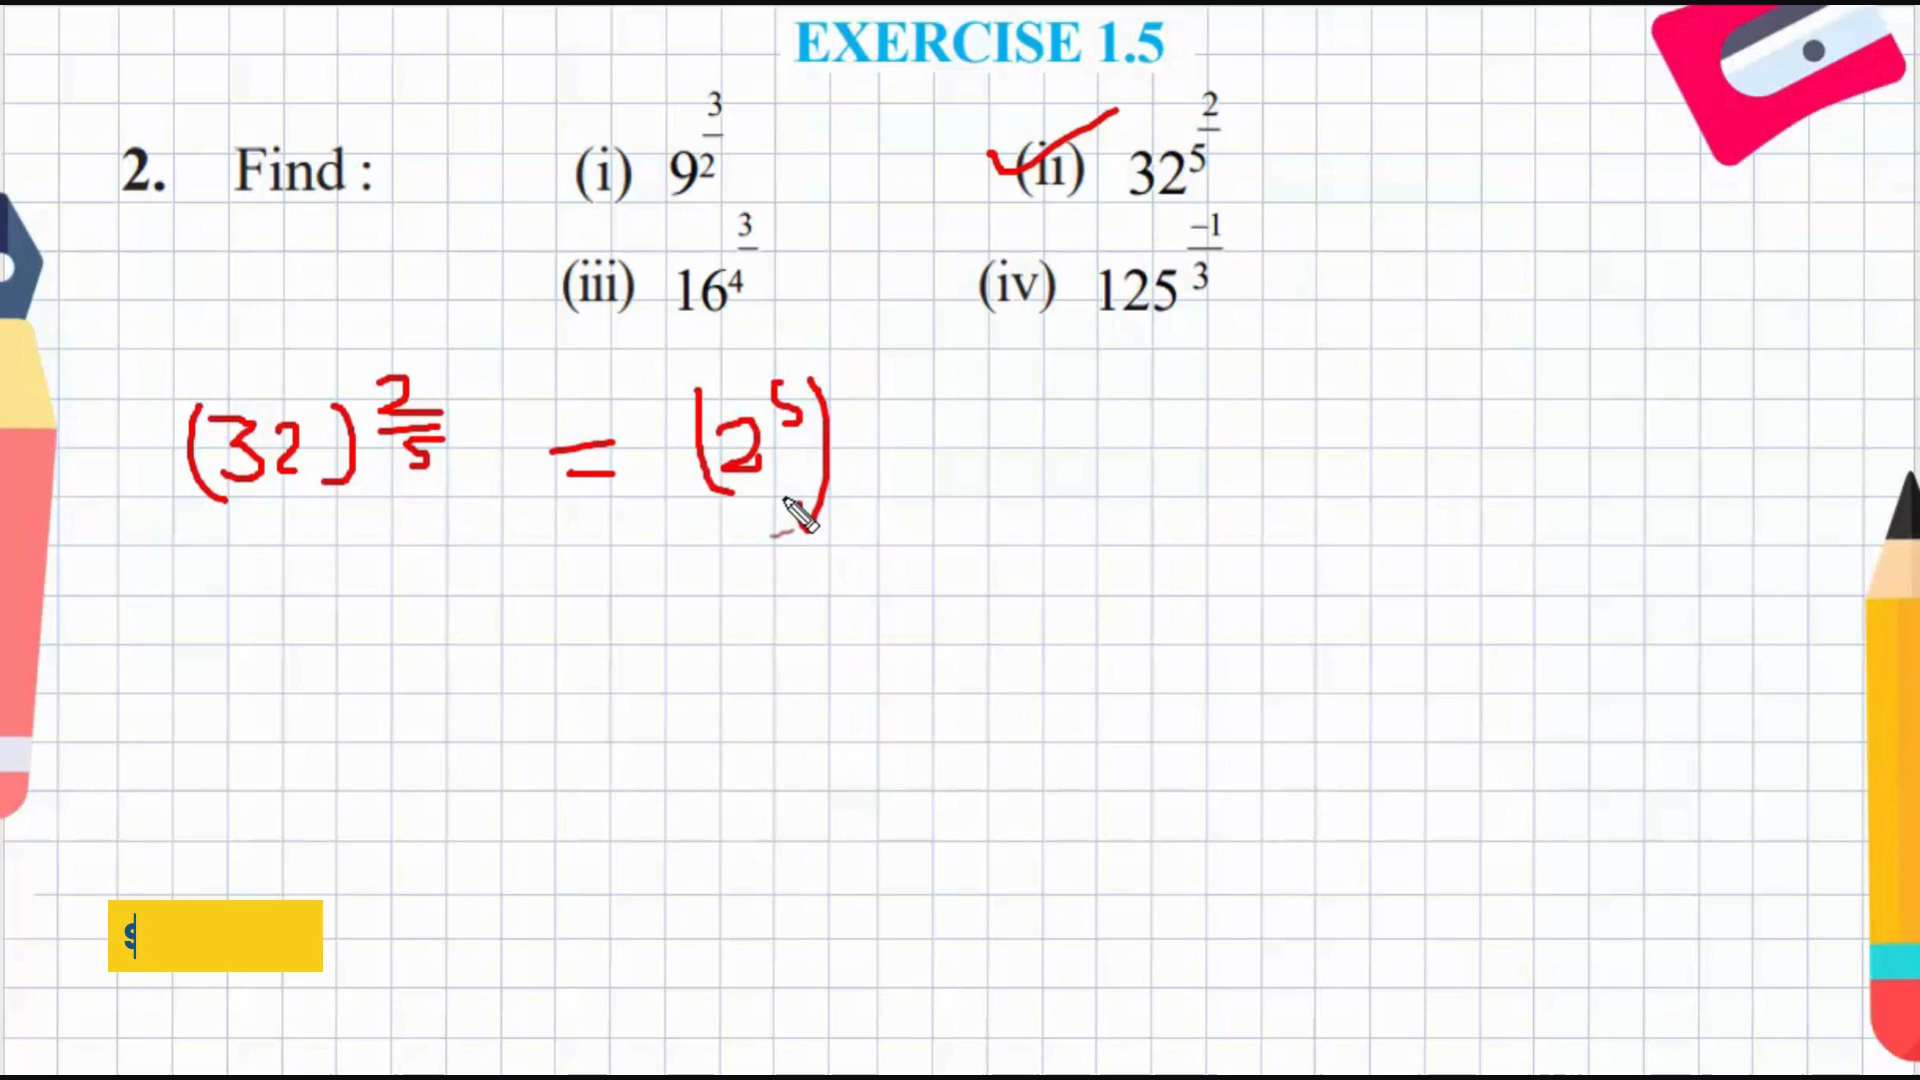 EXERCISE 1.5
2. Find : (i) 9^(3/2) (ii) 32^(2/5)
(iii) 16^(3/4) (iv) 125^(-1/3)
(32)^(2/5) = (2^5)